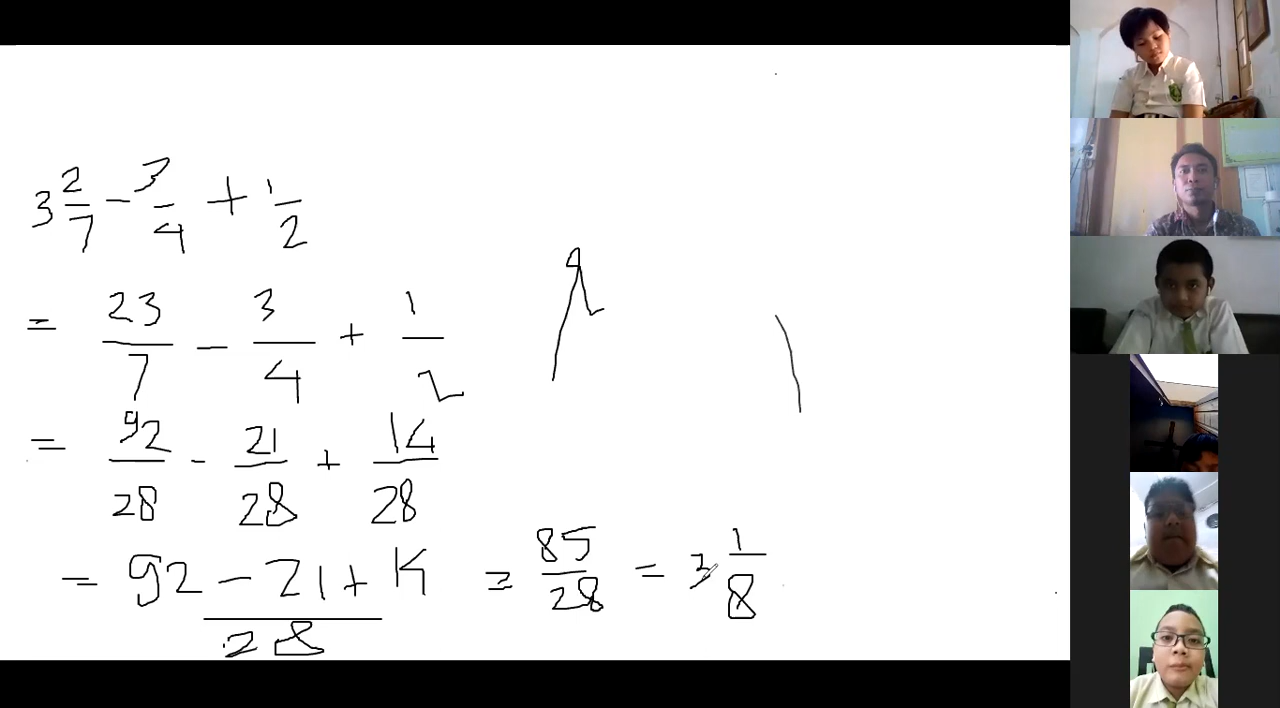 3 2/7 - 3/4 + 1/2
= 23/7 - 3/4 + 1/2
= 92/28 - 21/28 + 14/28
= 92 - 21 + 14/28 = 85/28 = 3 1/8